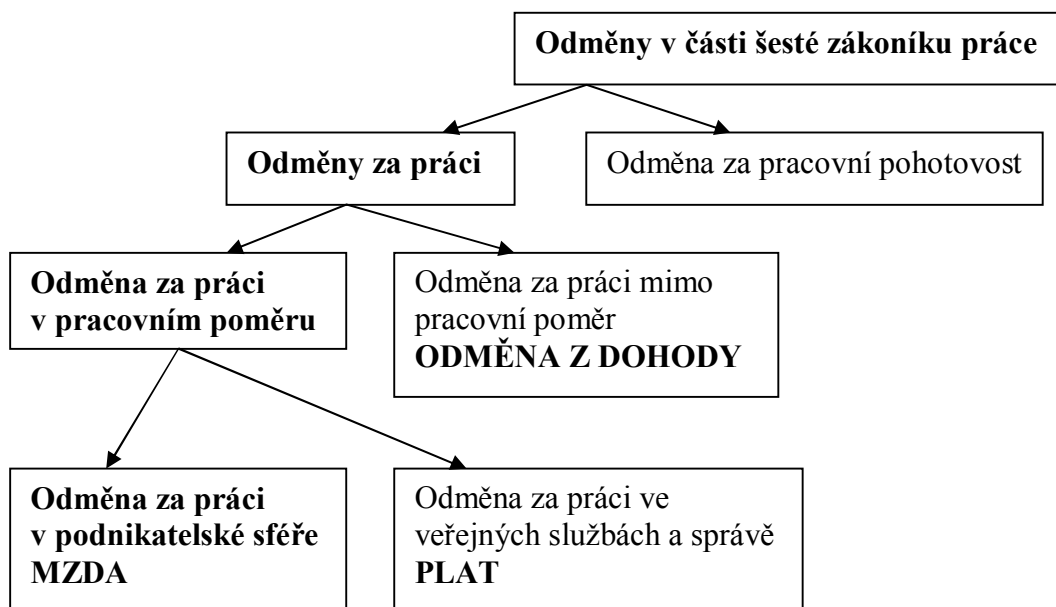 Odměny v části šesté zákoníku práce
Odměny za práci
Odměna za pracovní pohotovost
Odměna za práci
v pracovním poměru
Odměna za práci mimo
pracovní poměr
ODMĚNA Z DOHODY
Odměna za práci
v podnikatelské sféře
MZDA
Odměna za práci ve
veřejných službách a správě
PLAT